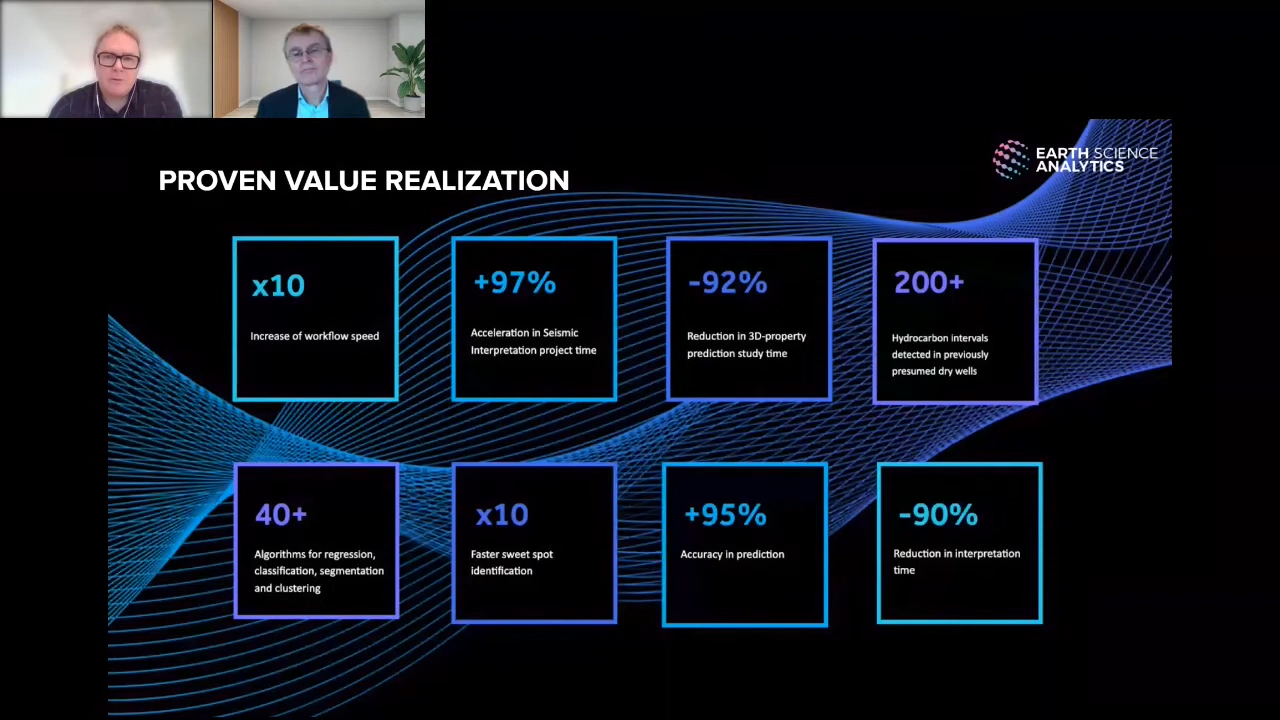 EARTH SCIENCE
ANALYTICS
PROVEN VALUE REALIZATION
x10
Increase of workflow speed
+97%
Acceleration in Seismic
Interpretation project time
-92%
Reduction in 3D-property
prediction study time
200+
Hydrocarbon intervals
detected in previously
presumed dry wells
40+
Algorithms for regression,
classification, segmentation
and clustering
x10
Faster sweet spot
identification
+95%
Accuracy in prediction
-90%
Reduction in interpretation
time